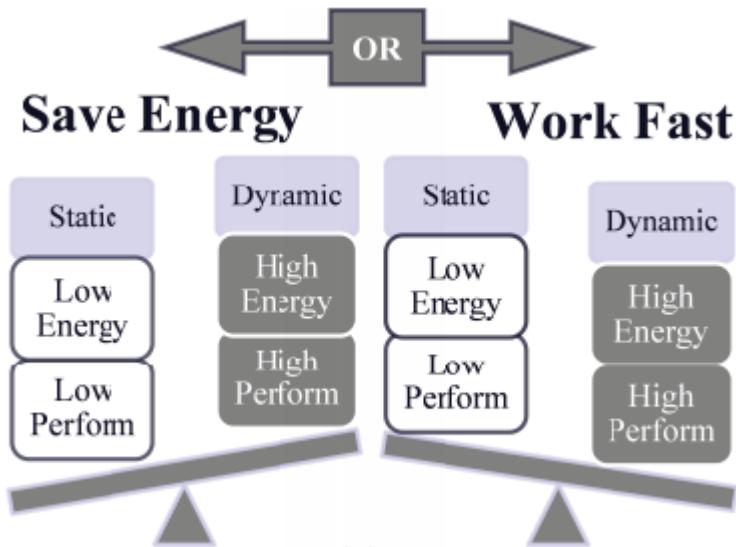 OR
Save Energy
Work Fast
Static
Low
Energy
Low
Perform
Dynamic
High
Energy
High
Perform
Static
Low
Energy
Low
Perform
Dynamic
High
Energy
High
Perform